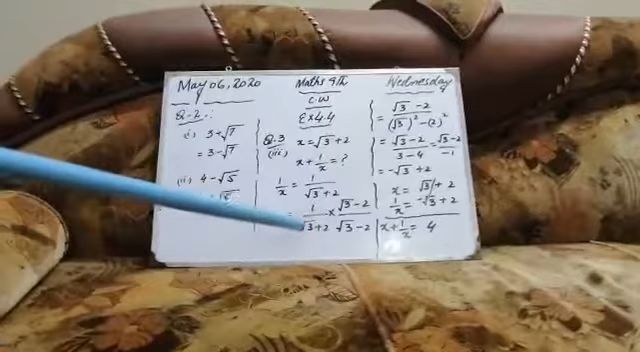 May 06, 2020
Maths 9th
Wednesday
C.W
Ex 4.4
Q.2:
(i) 3+√7
= 3-√7
(ii) 4-√5
Q.3
(iii) x = √3+2
x + 1/x = ?
1/x = 1/(√3+2)
1/(√3+2) × (√3-2)/(√3-2)
= (√3-2)/((√3)²-(2)²)
= (√3-2)/(3-4) = (√3-2)/-1
= -√3+2
x = √3+2
1/x = -√3+2
x + 1/x = 4